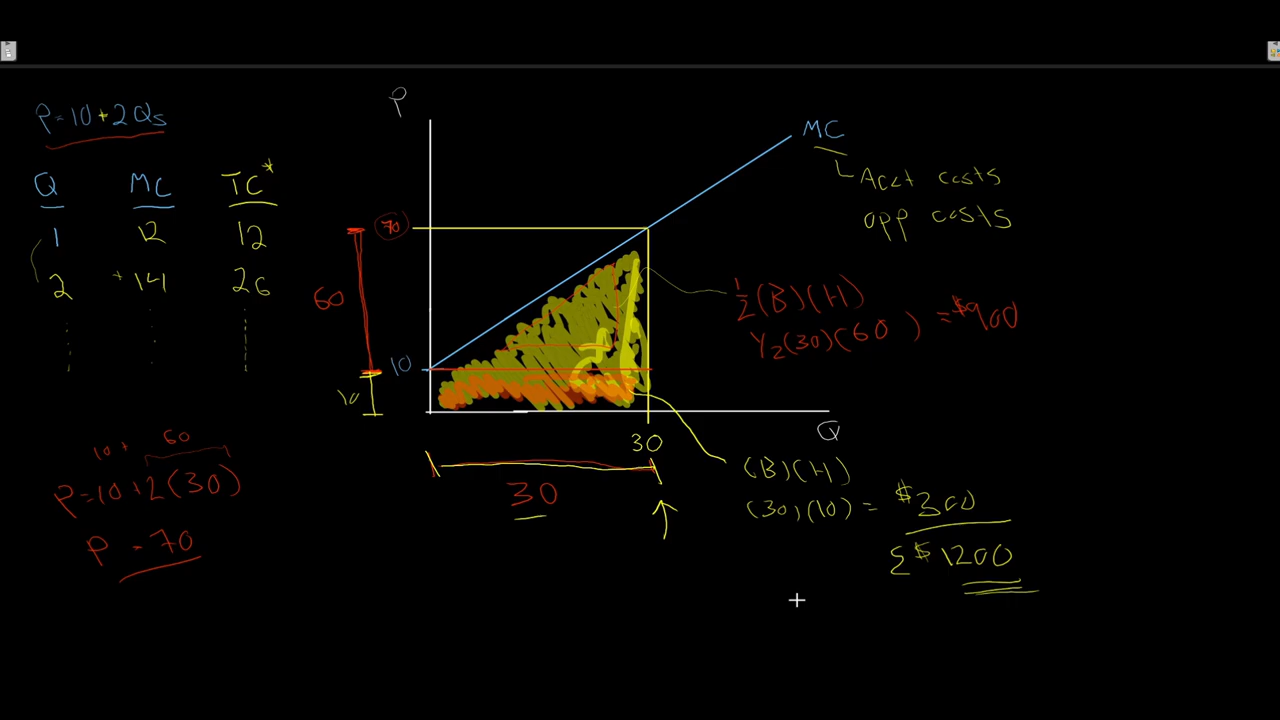 P=10+2Qs
Q MC TC*
1 12 12
2 +14 26
10+ 60
P=10+2(30)
P = 70
P
70
60
10
10
MC
Acct costs
opp costs
½(B)(H)
½(30)(60) = $900
Q
30
30
(B)(H)
(30)(10) = $300
Σ $1200